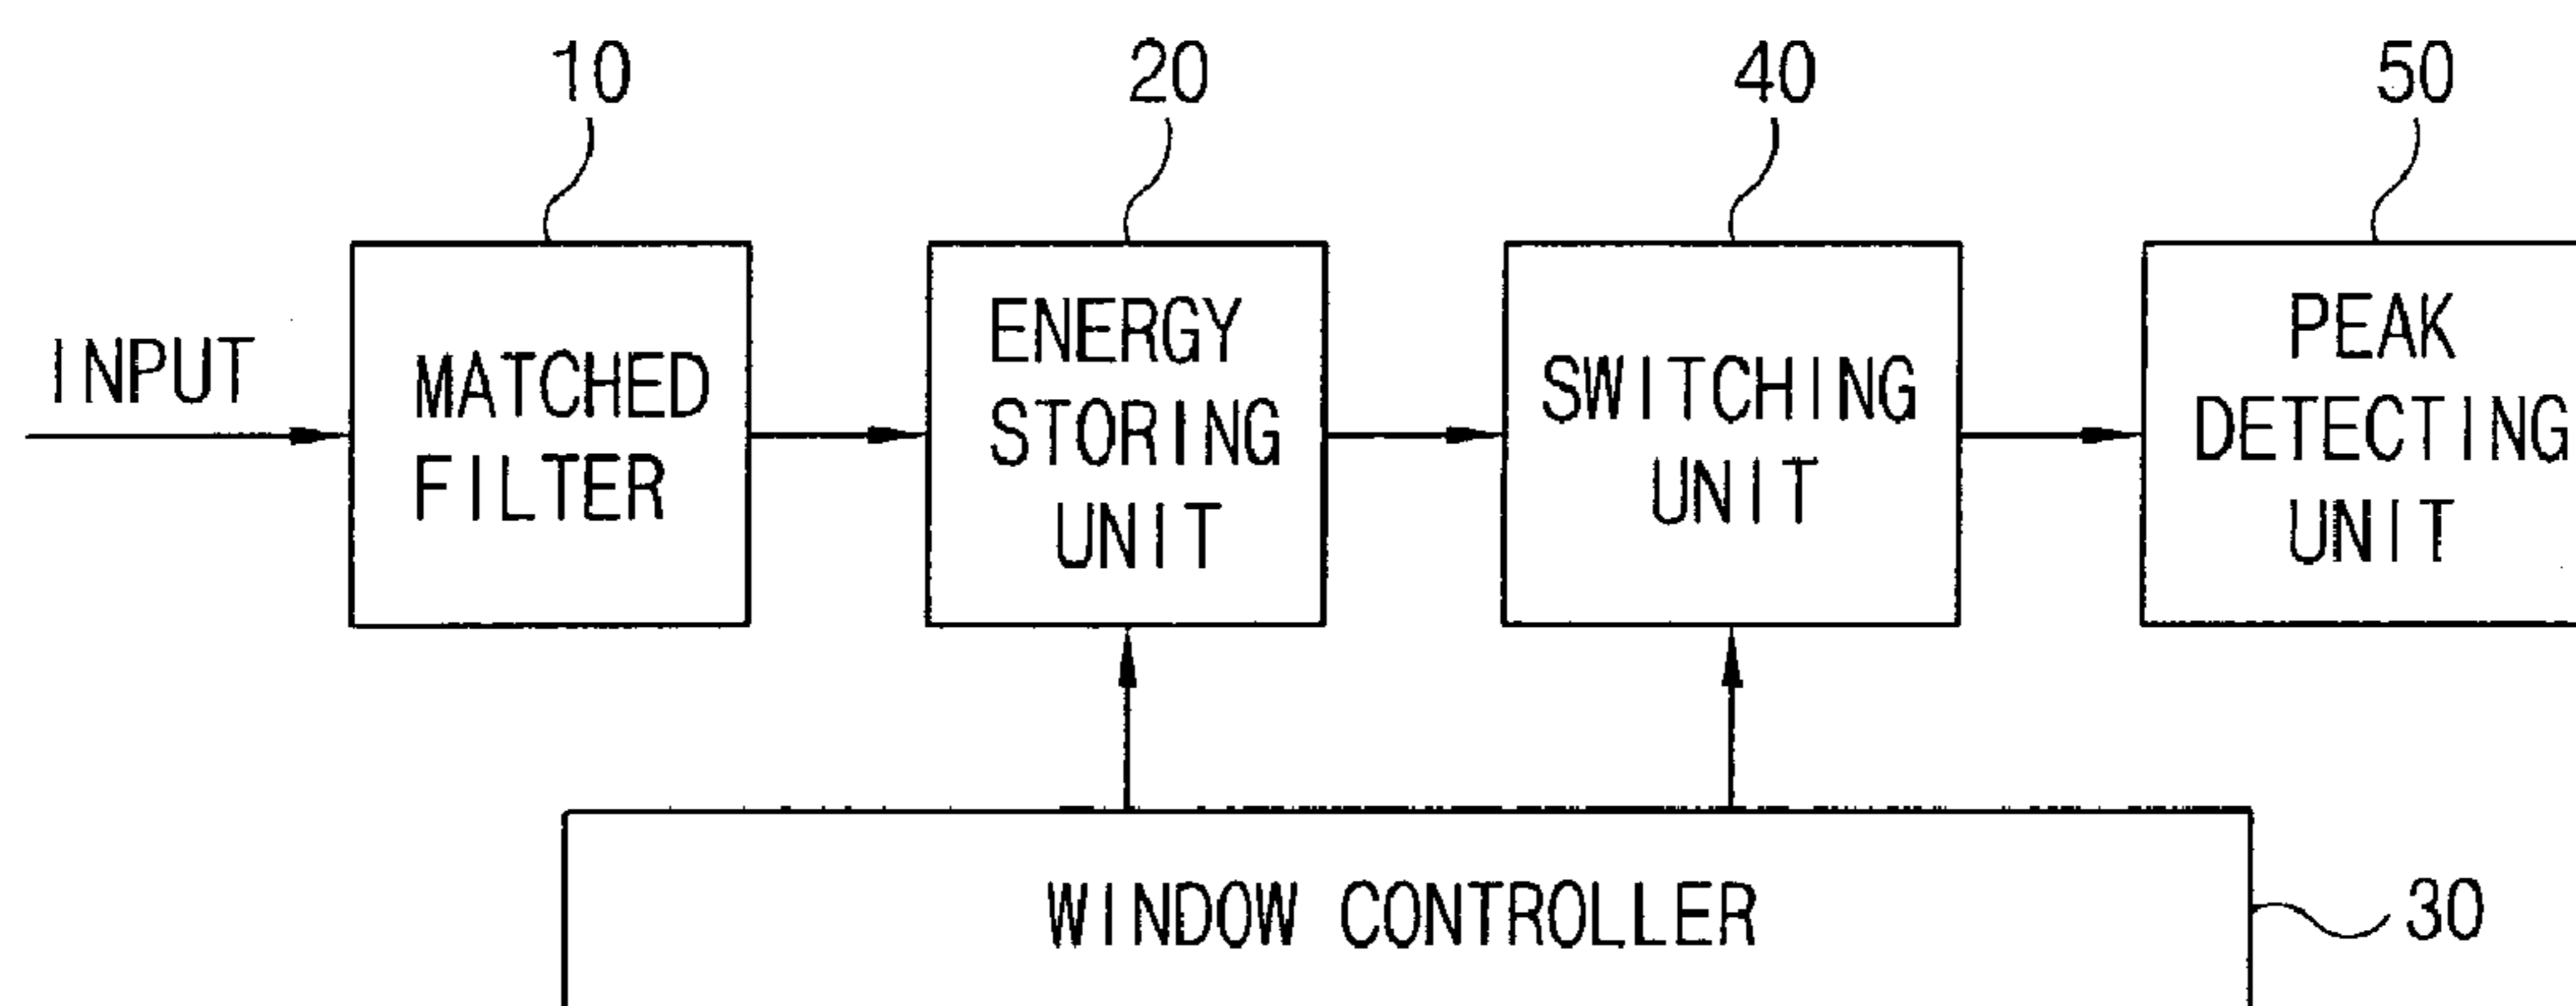 10
20
40
50
INPUT
MATCHED
FILTER
ENERGY
STORING
UNIT
SWITCHING
UNIT
PEAK
DETECTING
UNIT
WINDOW CONTROLLER
30